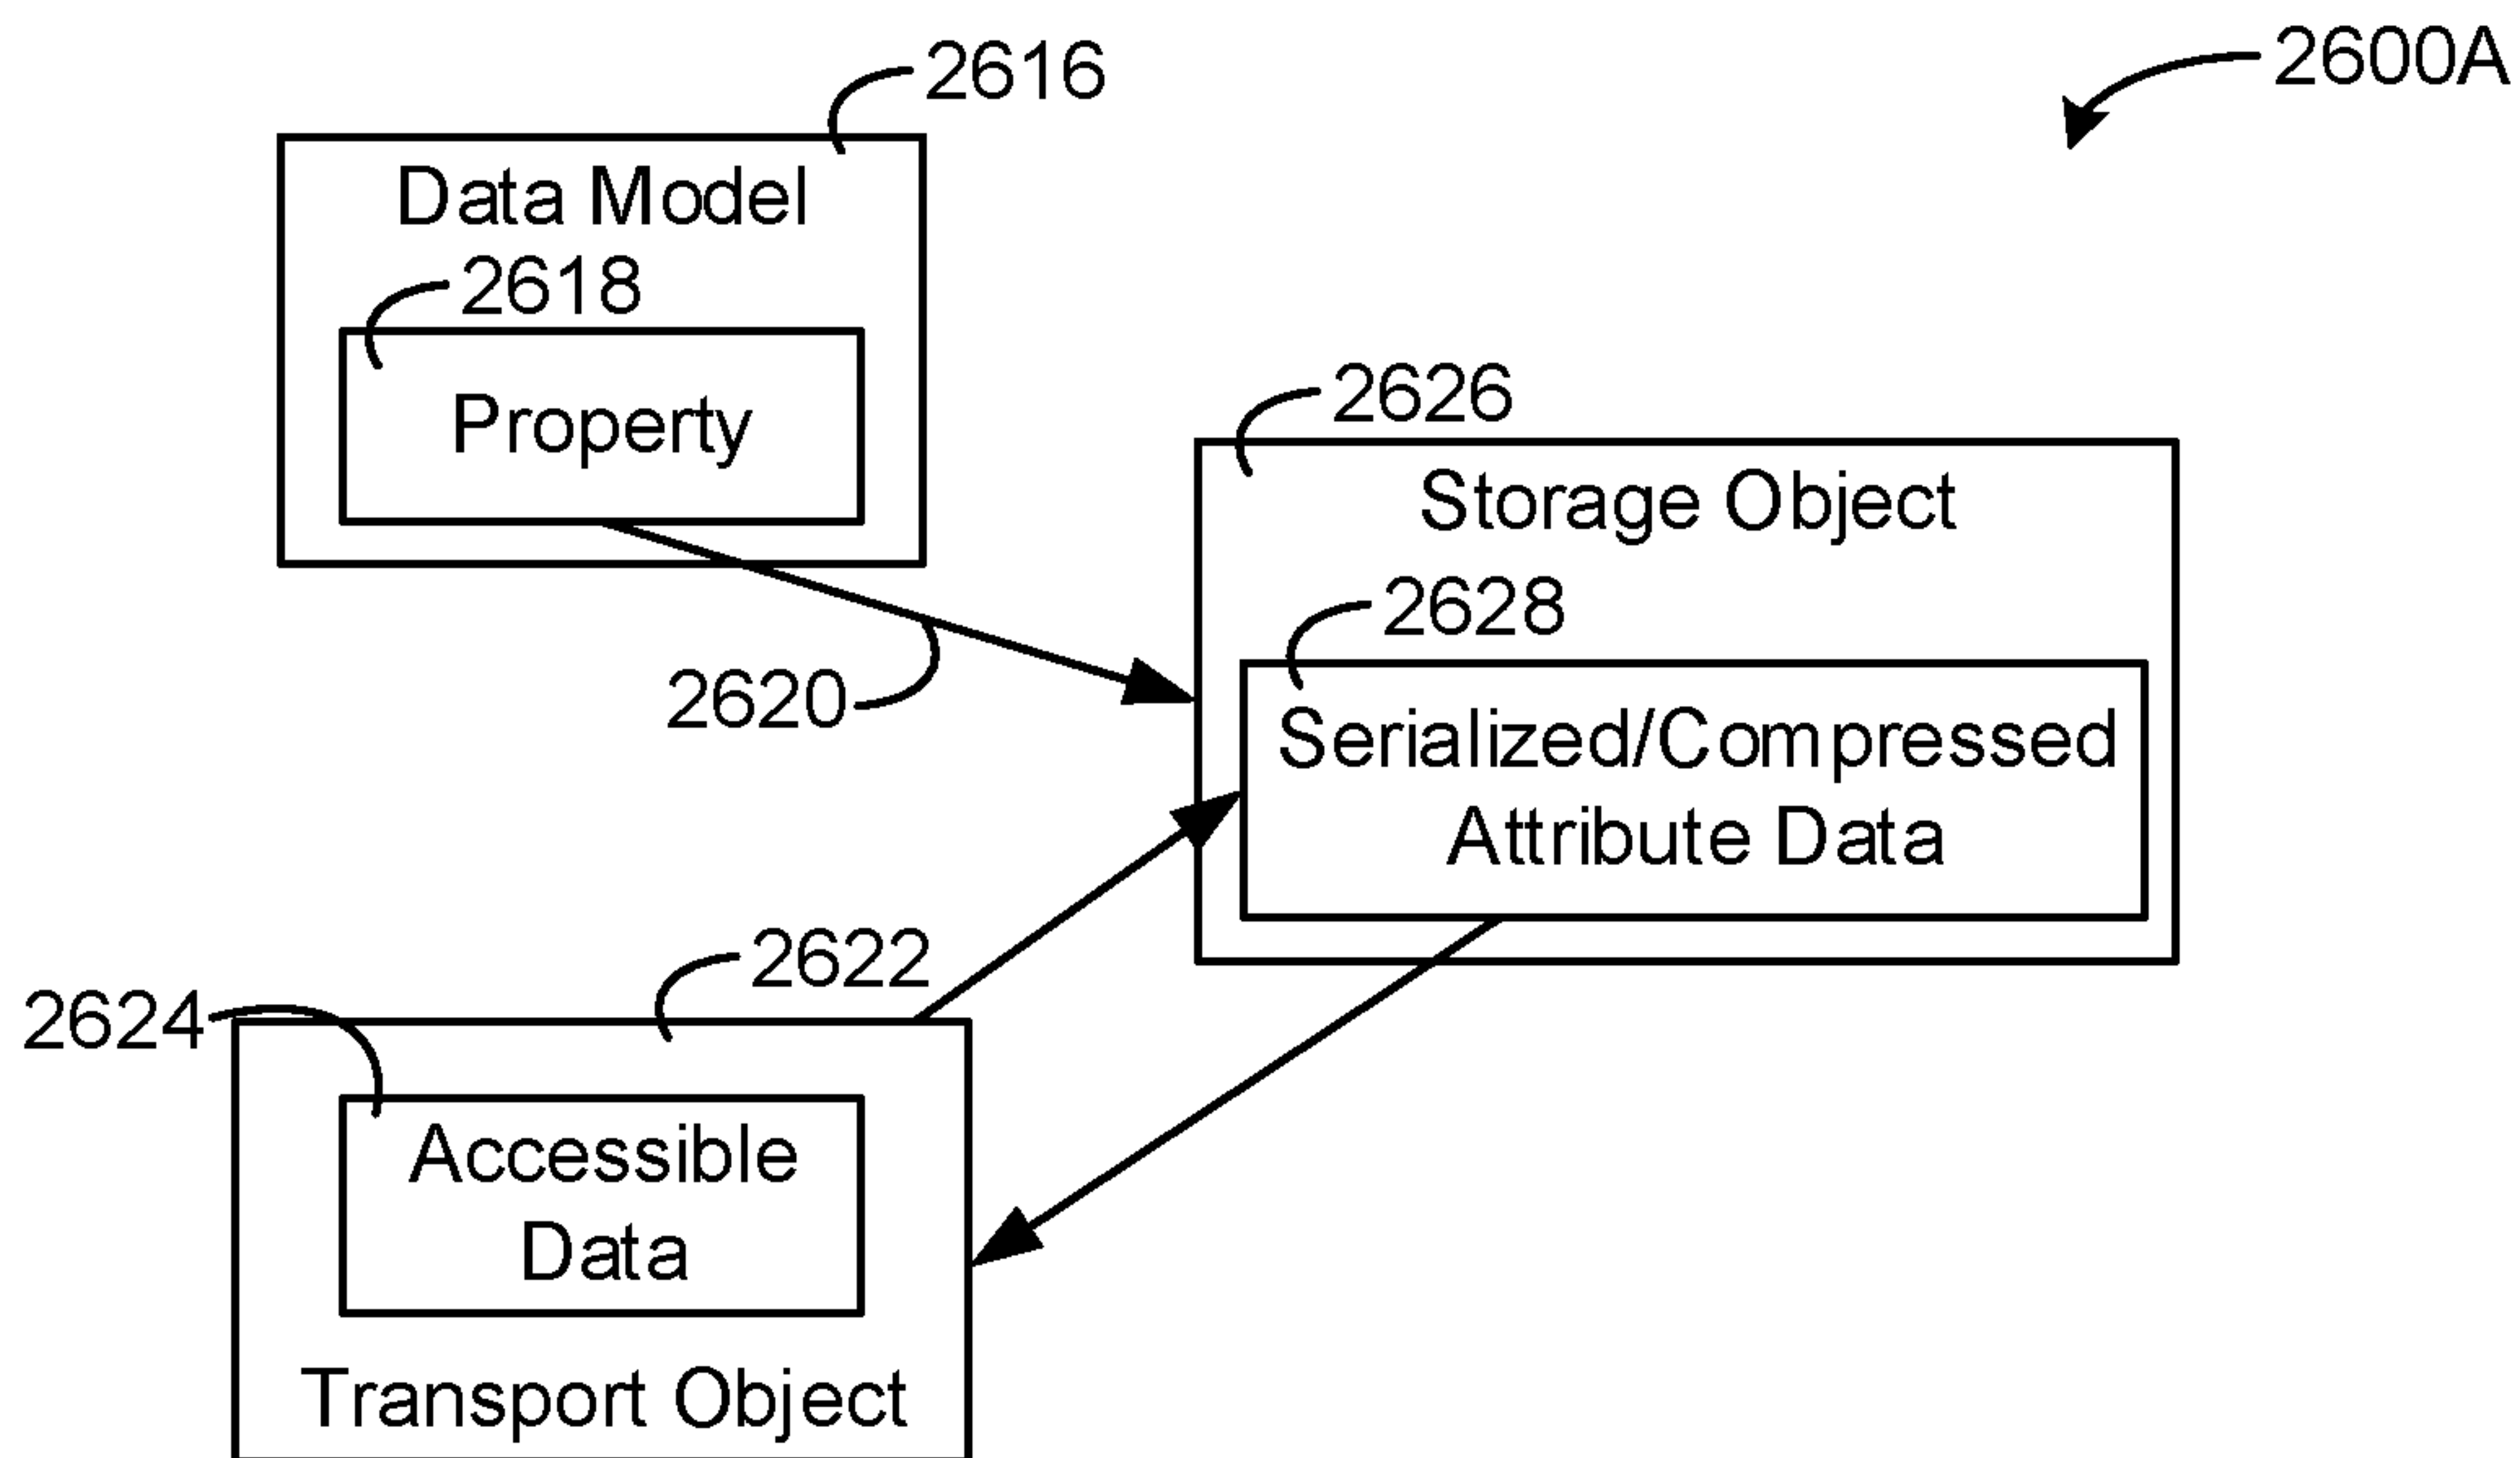 2616
2600A
Data Model
2618
Property
2626
Storage Object
2628
2620
Serialized/Compressed
Attribute Data
2622
2624
Accessible
Data
Transport Object